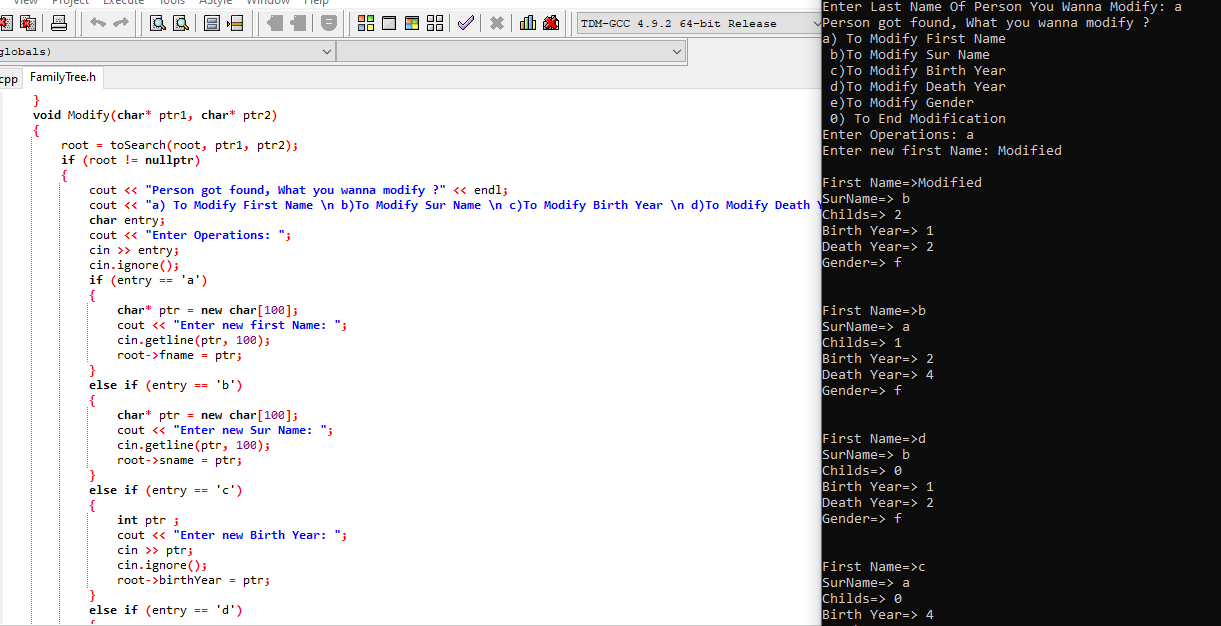 View Project Execute Tools AStyle Window Help
TDM-GCC 4.9.2 64-bit Release
globals)
cpp FamilyTree.h
}
void Modify(char* ptr1, char* ptr2)
{
root = toSearch(root, ptr1, ptr2);
if (root != nullptr)
{
cout << "Person got found, What you wanna modify ?" << endl;
cout << "a) To Modify First Name \n b)To Modify Sur Name \n c)To Modify Birth Year \n d)To Modify Death \
char entry;
cout << "Enter Operations: ";
cin >> entry;
cin.ignore();
if (entry == 'a')
{
char* ptr = new char[100];
cout << "Enter new first Name: ";
cin.getline(ptr, 100);
root->fname = ptr;
}
else if (entry == 'b')
{
char* ptr = new char[100];
cout << "Enter new Sur Name: ";
cin.getline(ptr, 100);
root->sname = ptr;
}
else if (entry == 'c')
{
int ptr ;
cout << "Enter new Birth Year: ";
cin >> ptr;
cin.ignore();
root->birthYear = ptr;
}
else if (entry == 'd')
{
Enter Last Name Of Person You Wanna Modify: a
Person got found, What you wanna modify ?
a) To Modify First Name
b)To Modify Sur Name
c)To Modify Birth Year
d)To Modify Death Year
e)To Modify Gender
0) To End Modification
Enter Operations: a
Enter new first Name: Modified
First Name=>Modified
SurName=> b
Childs=> 2
Birth Year=> 1
Death Year=> 2
Gender=> f
First Name=>b
SurName=> a
Childs=> 1
Birth Year=> 2
Death Year=> 4
Gender=> f
First Name=>d
SurName=> b
Childs=> 0
Birth Year=> 1
Death Year=> 2
Gender=> f
First Name=>c
SurName=> a
Childs=> 0
Birth Year=> 4